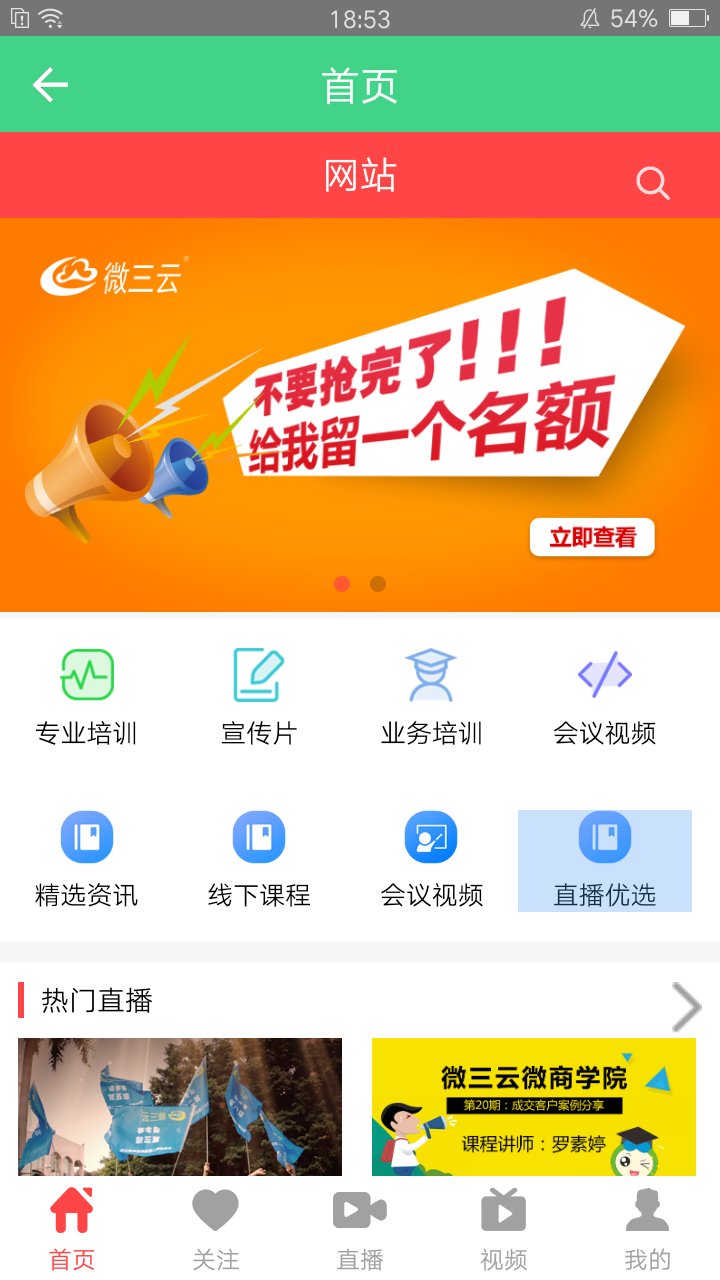 18:53
54%
首页
网站
微三云
不要抢完了!!!
给我留一个名额
立即查看
专业培训
宣传片
业务培训
会议视频
精选资讯
线下课程
会议视频
直播优选
热门直播
微三云微商学院
第20期：成交客户案例分享
课程讲师：罗素婷
首页
关注
直播
视频
我的